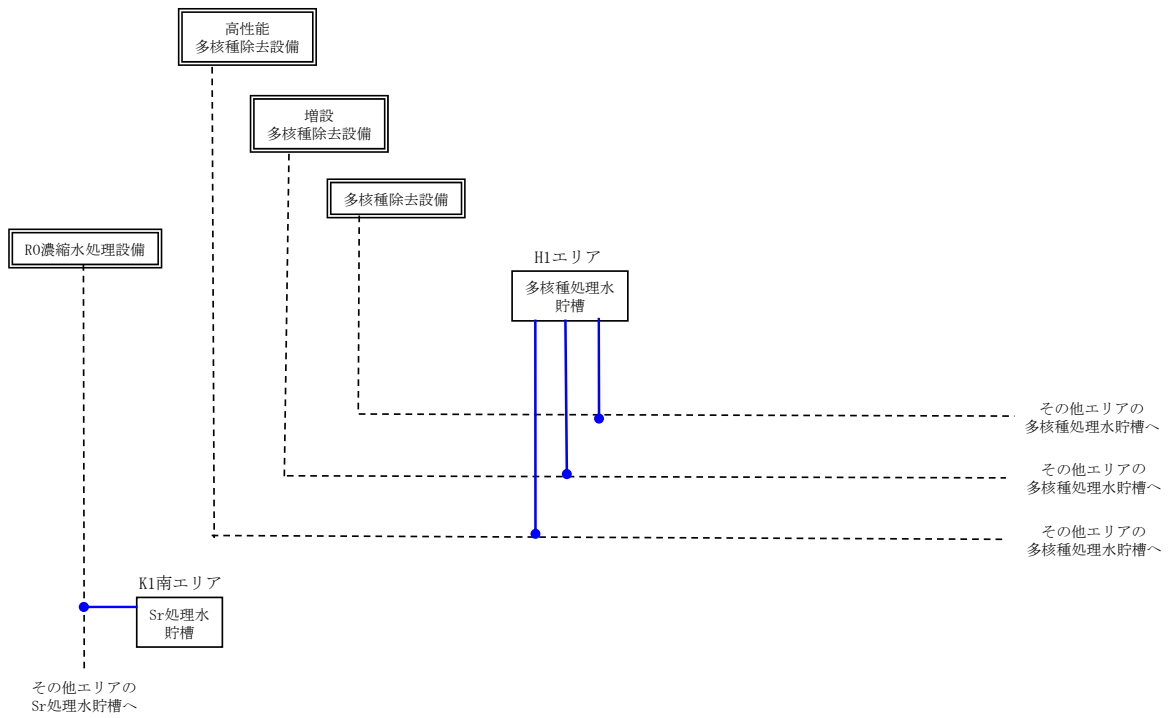 高性能
多核種除去設備
増設
多核種除去設備
多核種除去設備
RO濃縮水処理設備
H1エリア
多核種処理水
貯槽
その他エリアの
多核種処理水貯槽へ
その他エリアの
多核種処理水貯槽へ
その他エリアの
多核種処理水貯槽へ
K1南エリア
Sr処理水
貯槽
その他エリアの
Sr処理水貯槽へ